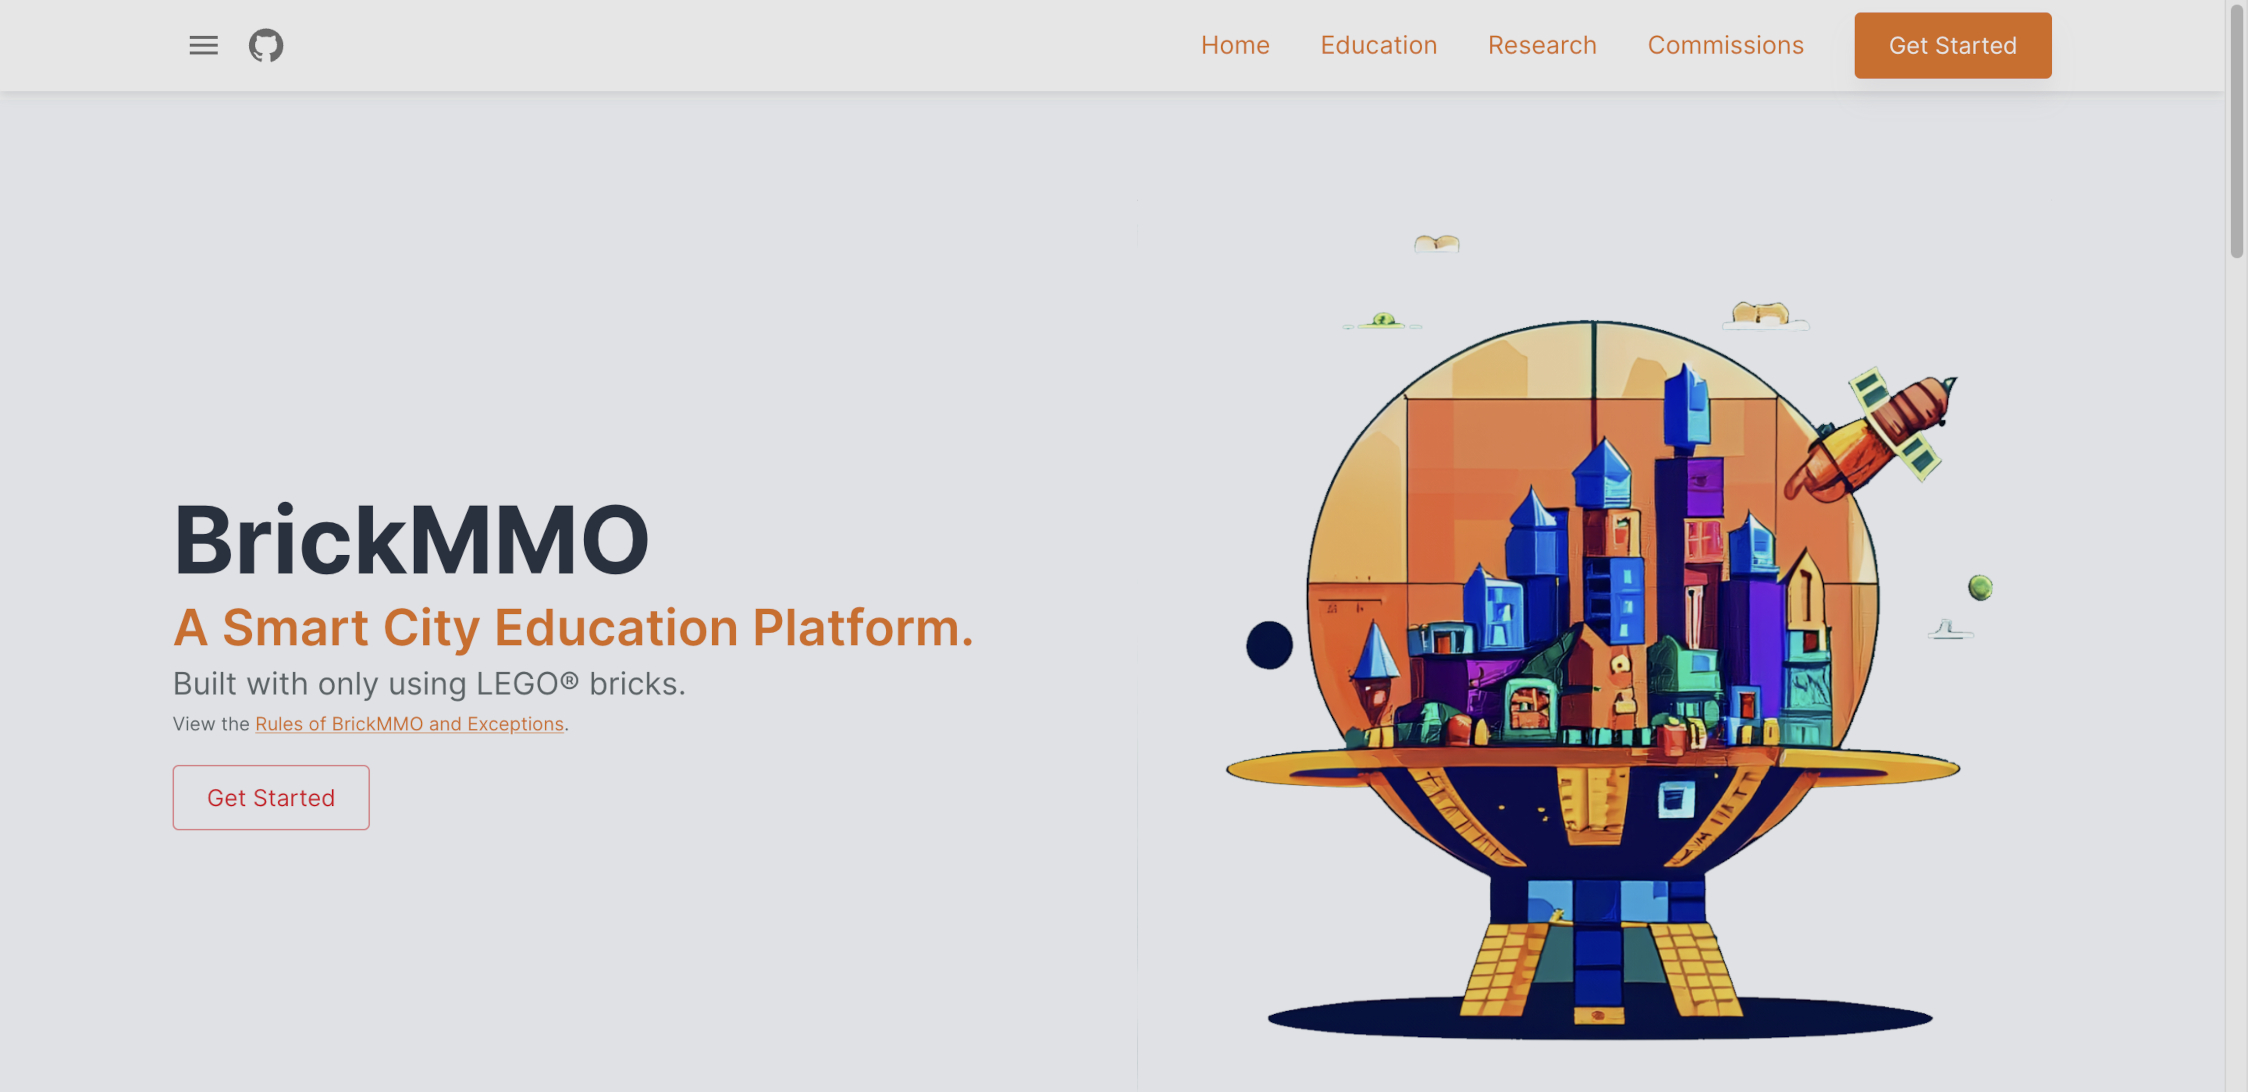 Home Education Research Commissions Get Started
BrickMMO
A Smart City Education Platform.
Built with only using LEGO® bricks.
View the Rules of BrickMMO and Exceptions.
Get Started